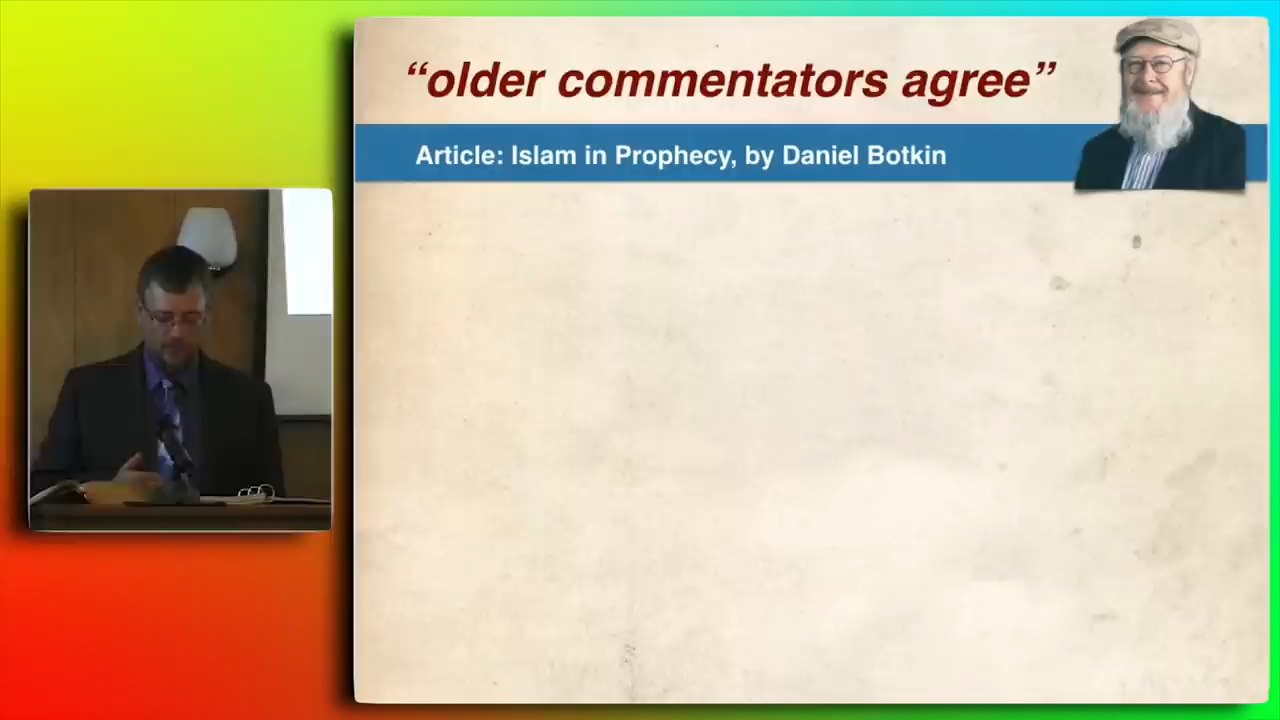 “older commentators agree”
Article: Islam in Prophecy, by Daniel Botkin